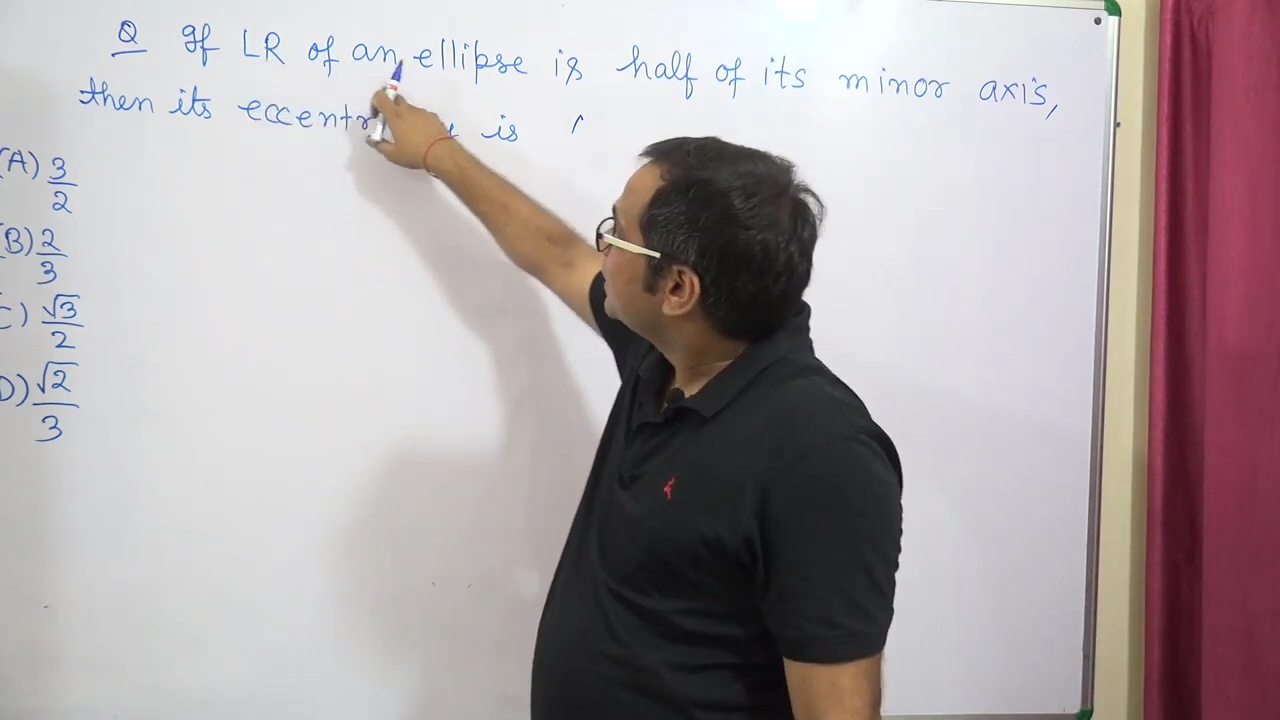 Q If LR of an ellipse is half of its minor axis,
then its is
(A) 3/2
(B) 2/3
C) √3/2
D) √2/3